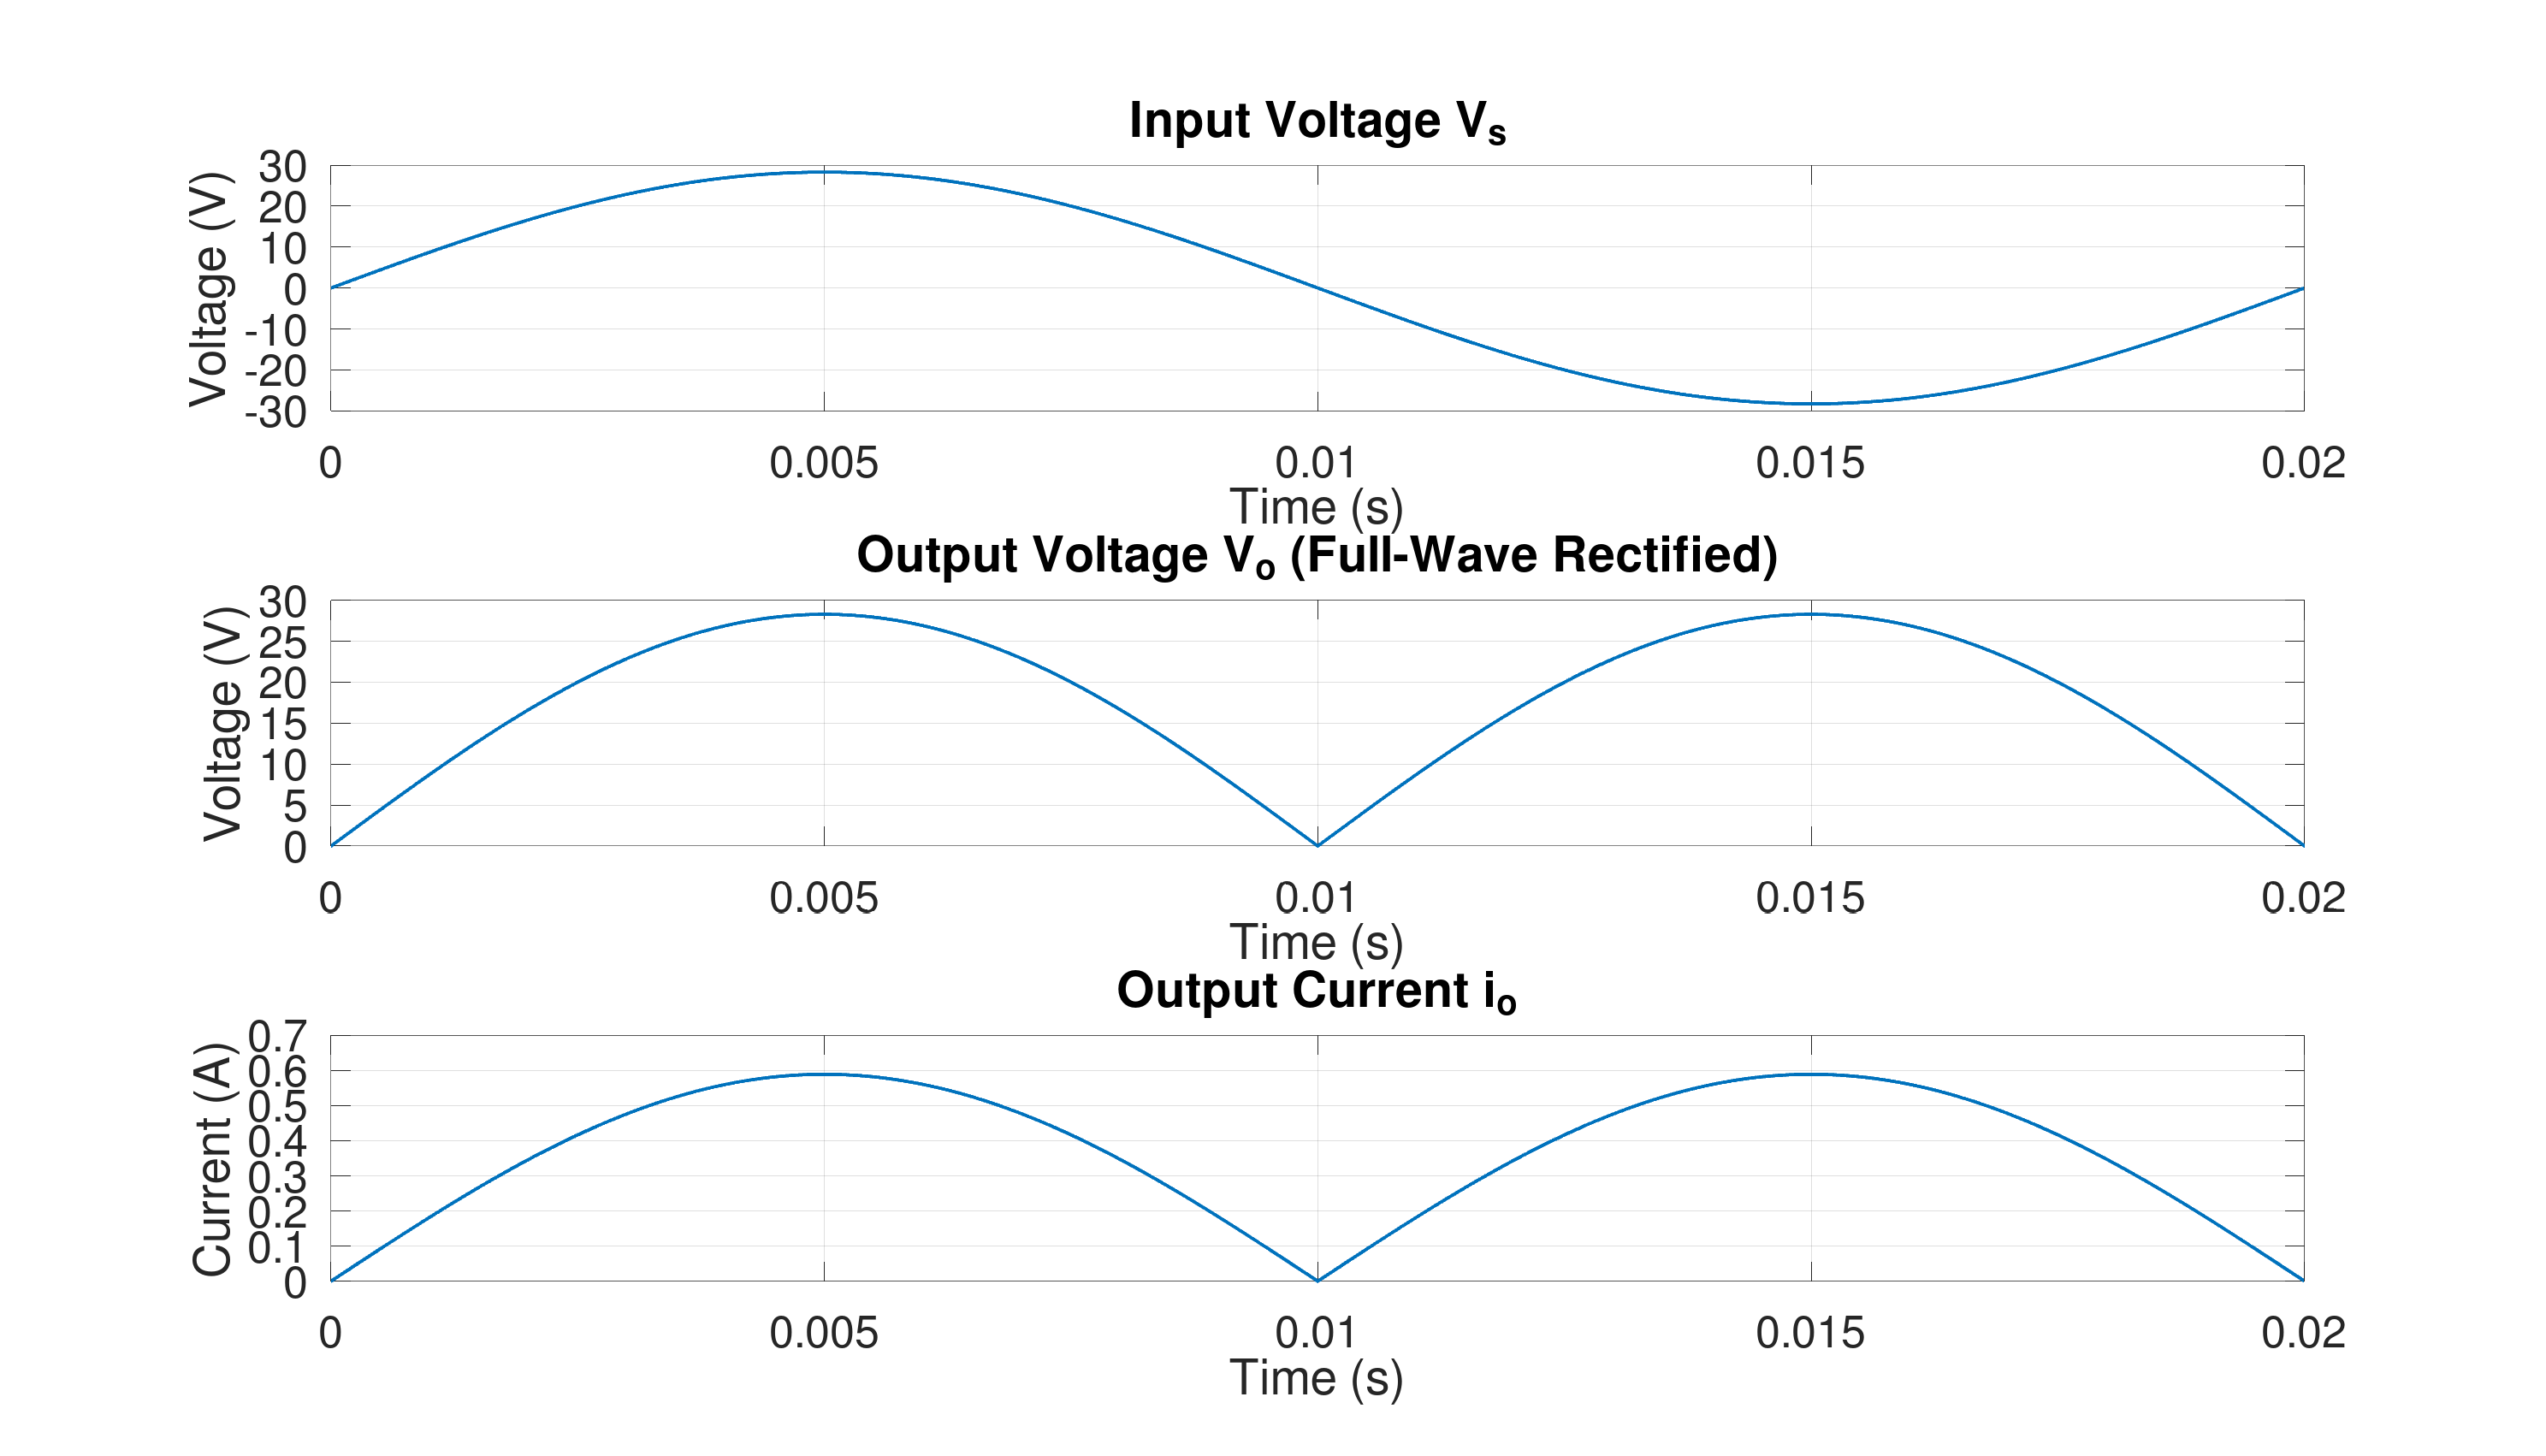 Input Voltage Vs
Voltage (V)
30
20
10
0
-10
-20
-30
0 0.005 0.01 0.015 0.02
Time (s)
Output Voltage Vo (Full-Wave Rectified)
Voltage (V)
30
25
20
15
10
5
0
0 0.005 0.01 0.015 0.02
Time (s)
Output Current io
Current (A)
0.7
0.6
0.5
0.4
0.3
0.2
0.1
0
0 0.005 0.01 0.015 0.02
Time (s)